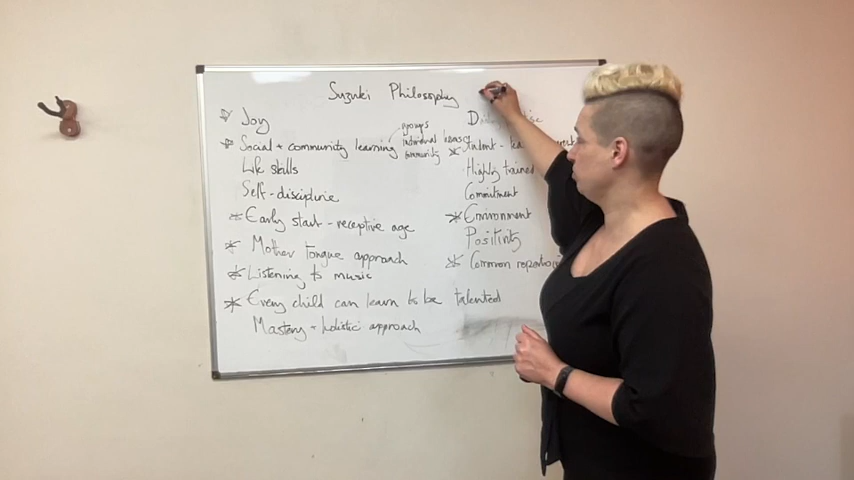 Suzuki Philosophy
* Joy
* Social + community learning
groups
individual lessons
community
Life skills
Self-discipline
* Early start - receptive age
* Mother tongue approach
* Listening to music
* Every child can learn to be talented
Mastery - holistic approach
* Student -
Highly trained
Commitment
* Environment
Positivity
* Common